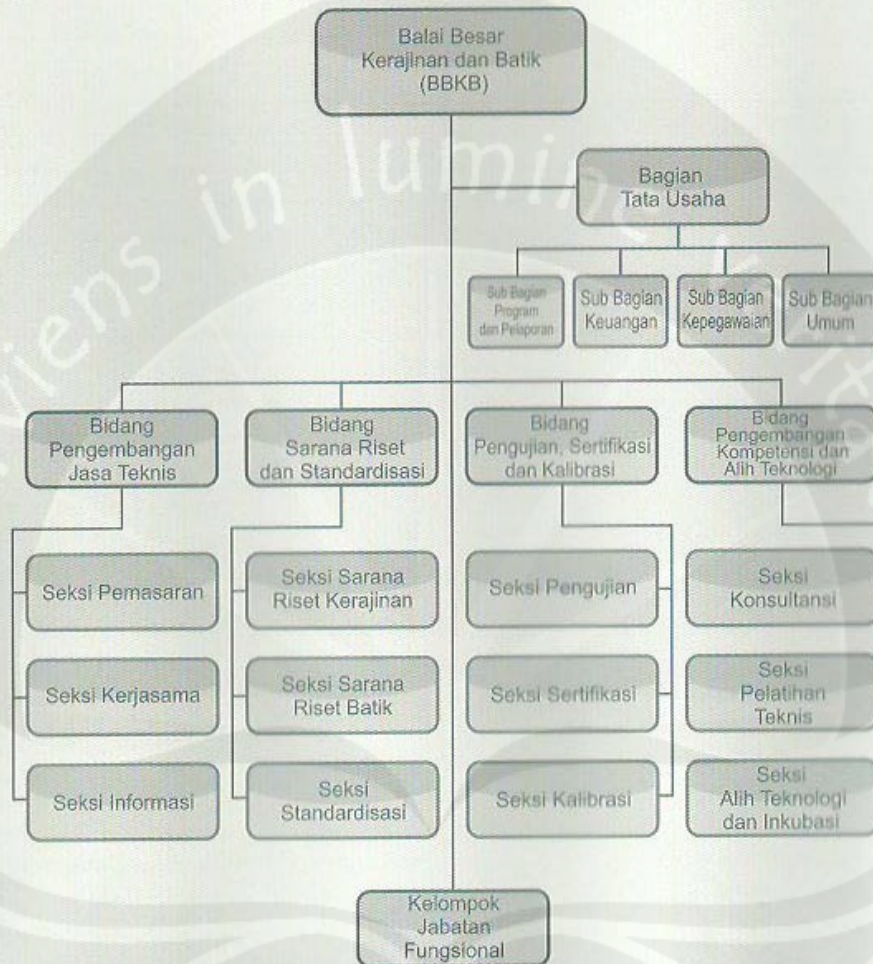 Balai Besar
Kerajinan dan Batik
(BBKB)
Bagian
Tata Usaha
Sub Bagian
Program
dan Pelaporan
Sub Bagian
Keuangan
Sub Bagian
Kepegawaian
Sub Bagian
Umum
Bidang
Pengembangan
Jasa Teknis
Bidang
Sarana Riset
dan Standardisasi
Bidang
Pengujian, Sertifikasi
dan Kalibrasi
Bidang
Pengembangan
Kompetensi dan
Alih Teknologi
Seksi Pemasaran
Seksi Sarana
Riset Kerajinan
Seksi Pengujian
Seksi
Konsultansi
Seksi Kerjasama
Seksi Sarana
Riset Batik
Seksi Sertifikasi
Seksi
Pelatihan
Teknis
Seksi Informasi
Seksi
Standardisasi
Seksi Kalibrasi
Seksi
Alih Teknologi
dan Inkubasi
Kelompok
Jabatan
Fungsional
viens in lumine